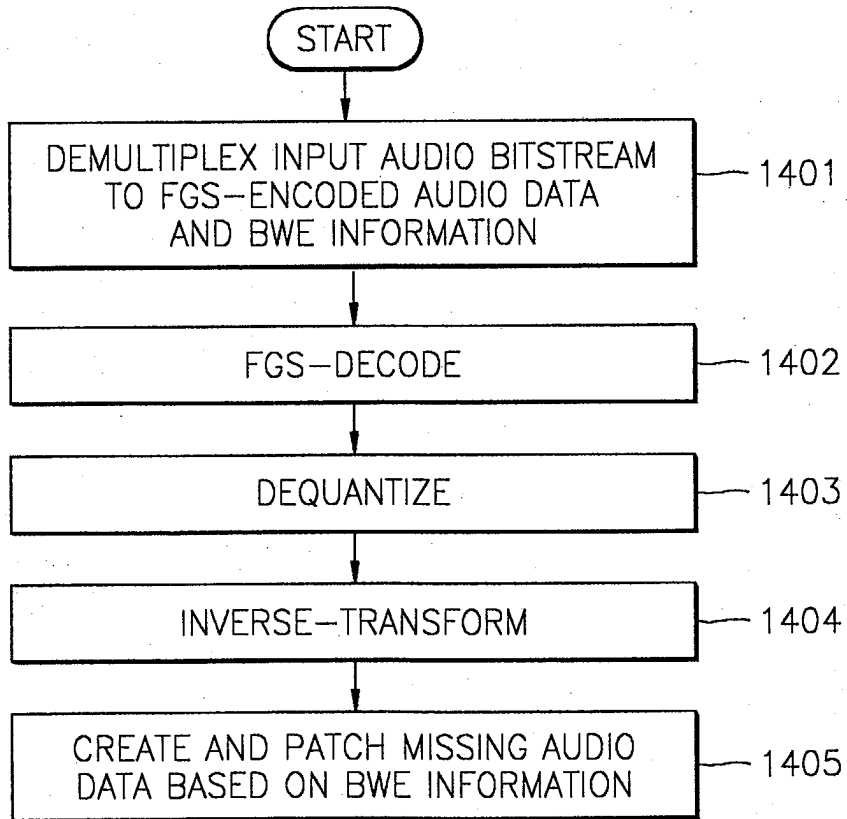 START
DEMULTIPLEX INPUT AUDIO BITSTREAM
TO FGS-ENCODED AUDIO DATA
AND BWE INFORMATION
1401
FGS-DECODE
1402
DEQUANTIZE
1403
INVERSE-TRANSFORM
1404
CREATE AND PATCH MISSING AUDIO
DATA BASED ON BWE INFORMATION
1405